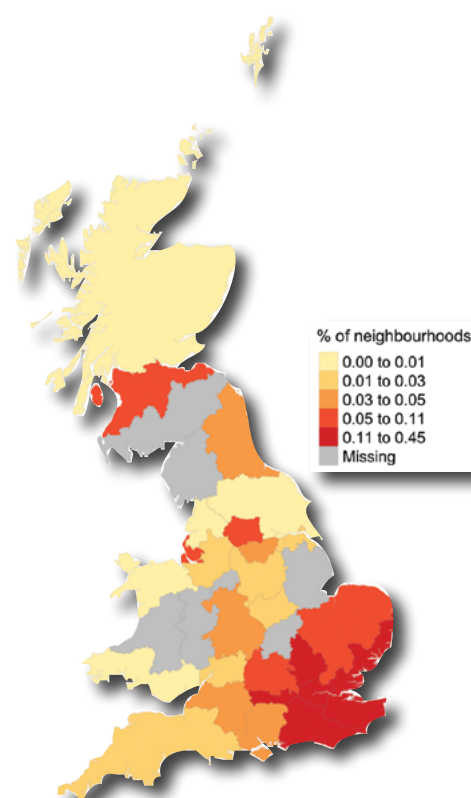 % of neighbourhoods
0.00 to 0.01
0.01 to 0.03
0.03 to 0.05
0.05 to 0.11
0.11 to 0.45
Missing